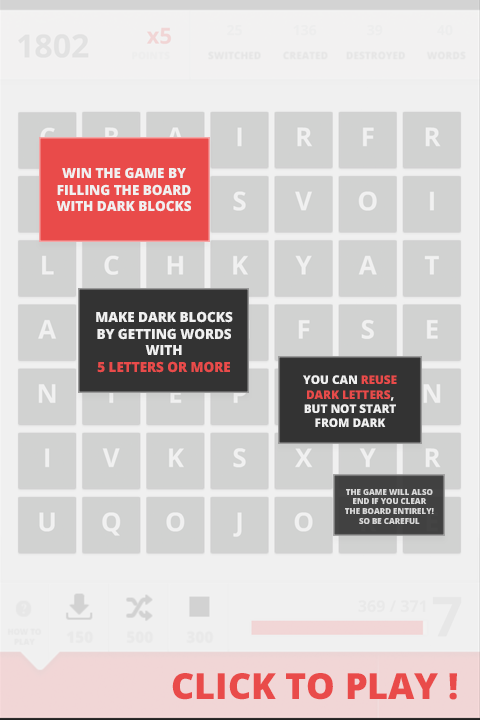 1802 x5 25 136 39 40
POINTS SWITCHED CREATED DESTROYED WORDS
C R A I R F R
S V O I
L C H K Y A T
A F S E
N I E P N
I V K S X Y R
U Q O J O
WIN THE GAME BY
FILLING THE BOARD
WITH DARK BLOCKS
MAKE DARK BLOCKS
BY GETTING WORDS
WITH
5 LETTERS OR MORE
YOU CAN REUSE
DARK LETTERS,
BUT NOT START
FROM DARK
THE GAME WILL ALSO
END IF YOU CLEAR
THE BOARD ENTIRELY!
SO BE CAREFUL
369 / 371 7
?
HOW TO
PLAY
150 500 300
CLICK TO PLAY !